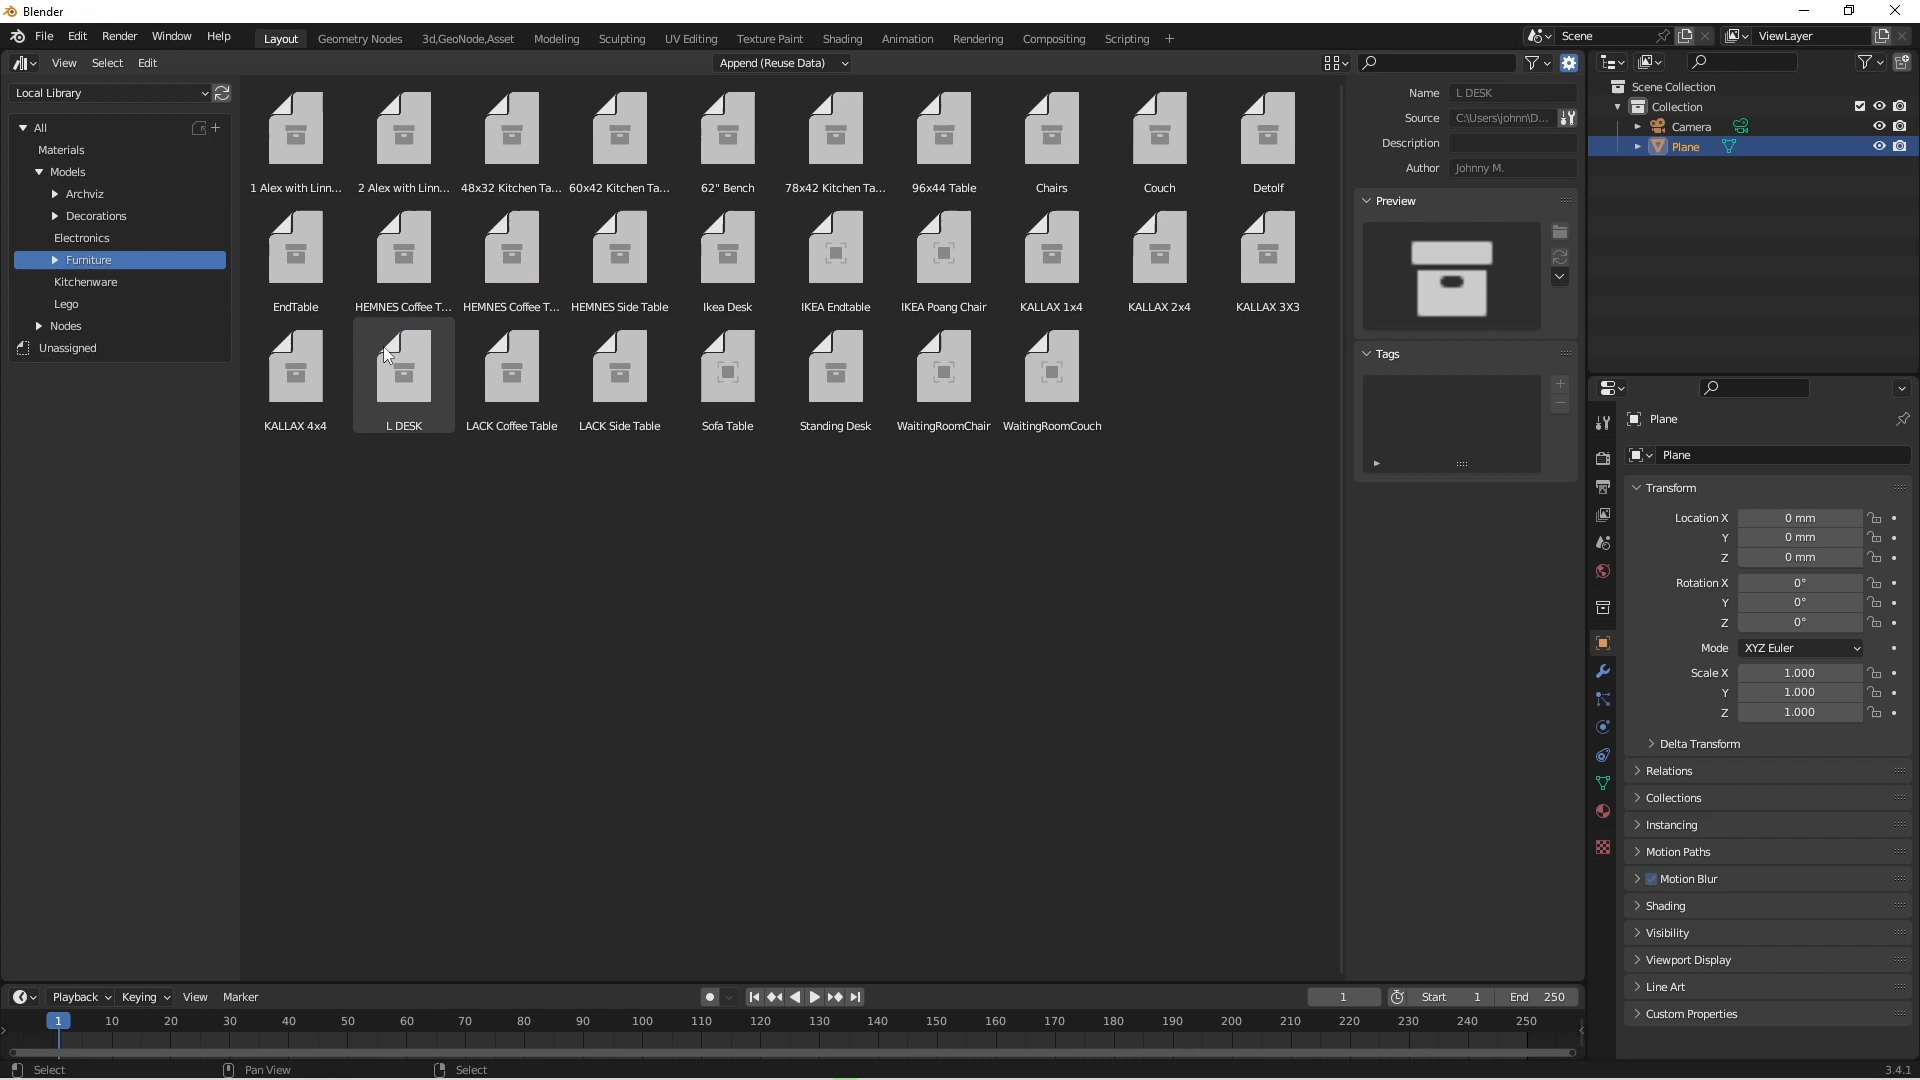 Blender
File Edit Render Window Help Layout Geometry Nodes 3d,GeoNode,Asset Modeling Sculpting UV Editing Texture Paint Shading Animation Rendering Compositing Scripting + Scene ViewLayer
View Select Edit Append (Reuse Data)
Local Library
All
Materials
Models
Archviz
Decorations
Electronics
Furniture
Kitchenware
Lego
Nodes
Unassigned
1 Alex with Linn... 2 Alex with Linn... 48x32 Kitchen Ta... 60x42 Kitchen Ta... 62" Bench 78x42 Kitchen Ta... 96x44 Table Chairs Couch Detolf
EndTable HEMNES Coffee T... HEMNES Coffee T... HEMNES Side Table Ikea Desk IKEA Endtable IKEA Poang Chair KALLAX 1x4 KALLAX 2x4 KALLAX 3X3
KALLAX 4x4 L DESK LACK Coffee Table LACK Side Table Sofa Table Standing Desk WaitingRoomChair WaitingRoomCouch
Name L DESK
Source C:\Users\johnn\D...
Description
Author Johnny M.
Preview
Tags
Scene Collection
Collection
Camera
Plane
Plane
Plane
Transform
Location X 0 mm
Y 0 mm
Z 0 mm
Rotation X 0°
Y 0°
Z 0°
Mode XYZ Euler
Scale X 1.000
Y 1.000
Z 1.000
Delta Transform
Relations
Collections
Instancing
Motion Paths
Motion Blur
Shading
Visibility
Viewport Display
Line Art
Custom Properties
Playback Keying View Marker 1 Start 1 End 250
1 10 20 30 40 50 60 70 80 90 100 110 120 130 140 150 160 170 180 190 200 210 220 230 240 250
Select Pan View Select 3.4.1